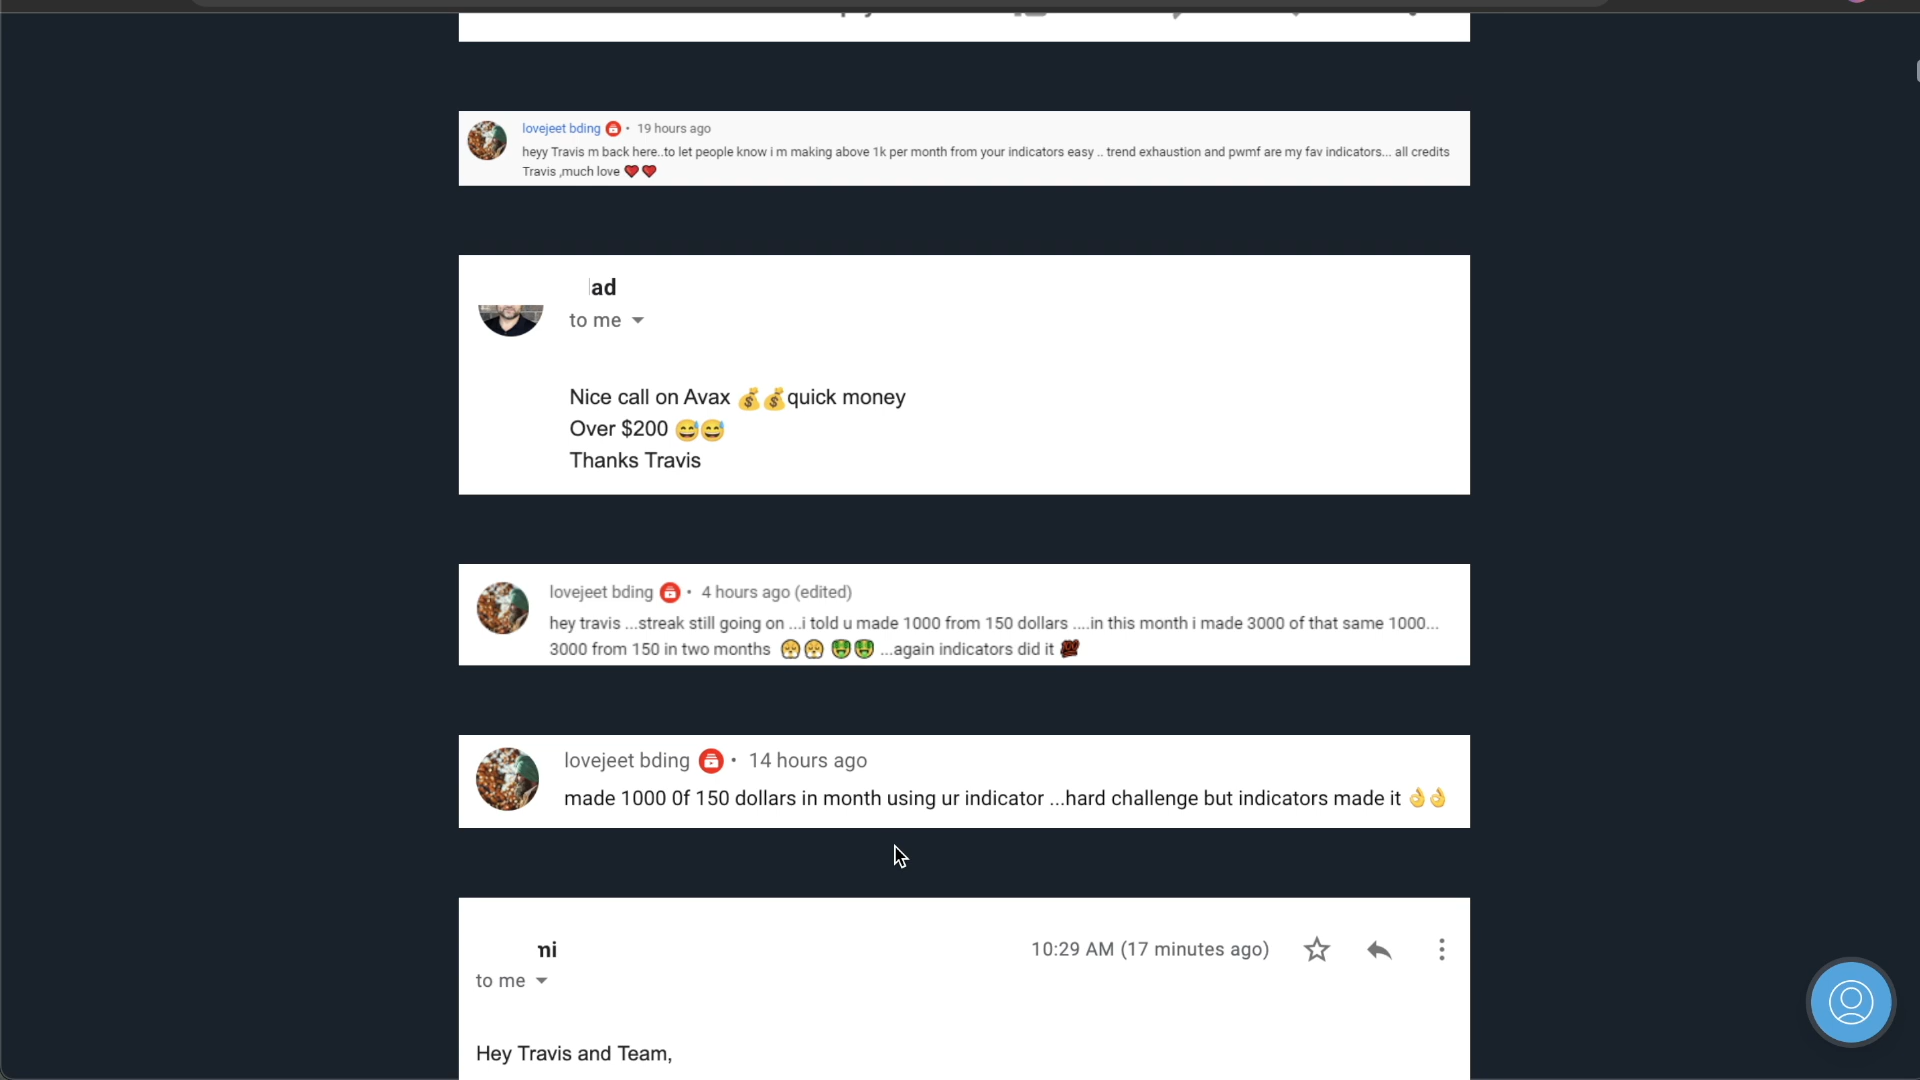 lovejeet bding • 19 hours ago
heyy Travis m back here..to let people know i m making above 1k per month from your indicators easy .. trend exhaustion and pwmf are my fav indicators... all credits
Travis ,much love ❤️❤️
ad
to me
Nice call on Avax 💰💰quick money
Over $200 😅😅
Thanks Travis
lovejeet bding • 4 hours ago (edited)
hey travis ...streak still going on ...i told u made 1000 from 150 dollars ....in this month i made 3000 of that same 1000...
3000 from 150 in two months 😤😤 🤑🤑 ...again indicators did it 💯
lovejeet bding • 14 hours ago
made 1000 0f 150 dollars in month using ur indicator ...hard challenge but indicators made it 👌👌
mi
10:29 AM (17 minutes ago)
to me
Hey Travis and Team,